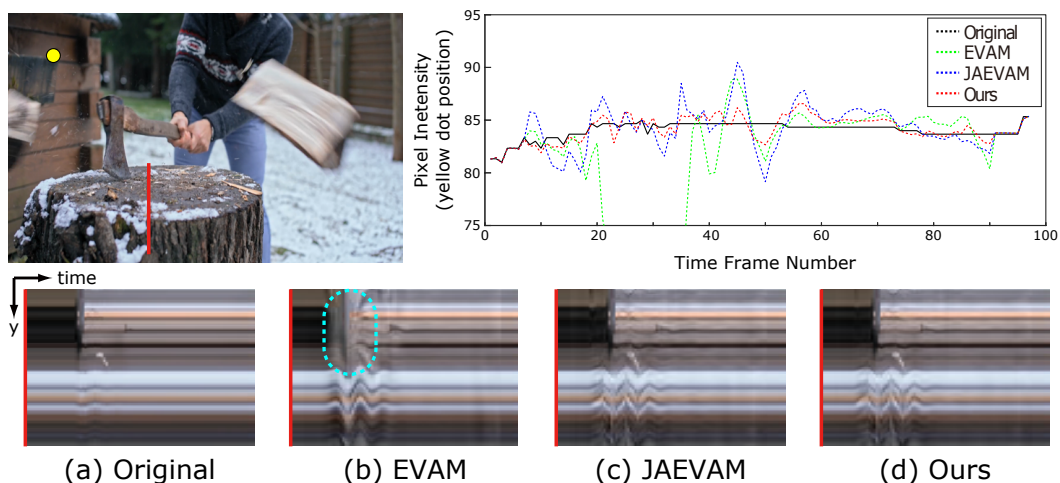 95
90
85
80
75
Pixel Inetensity
(yellow dot position)
Original
EVAM
JAEVAM
Ours
0 20 40 60 80 100
Time Frame Number
time
y
(a) Original
(b) EVAM
(c) JAEVAM
(d) Ours